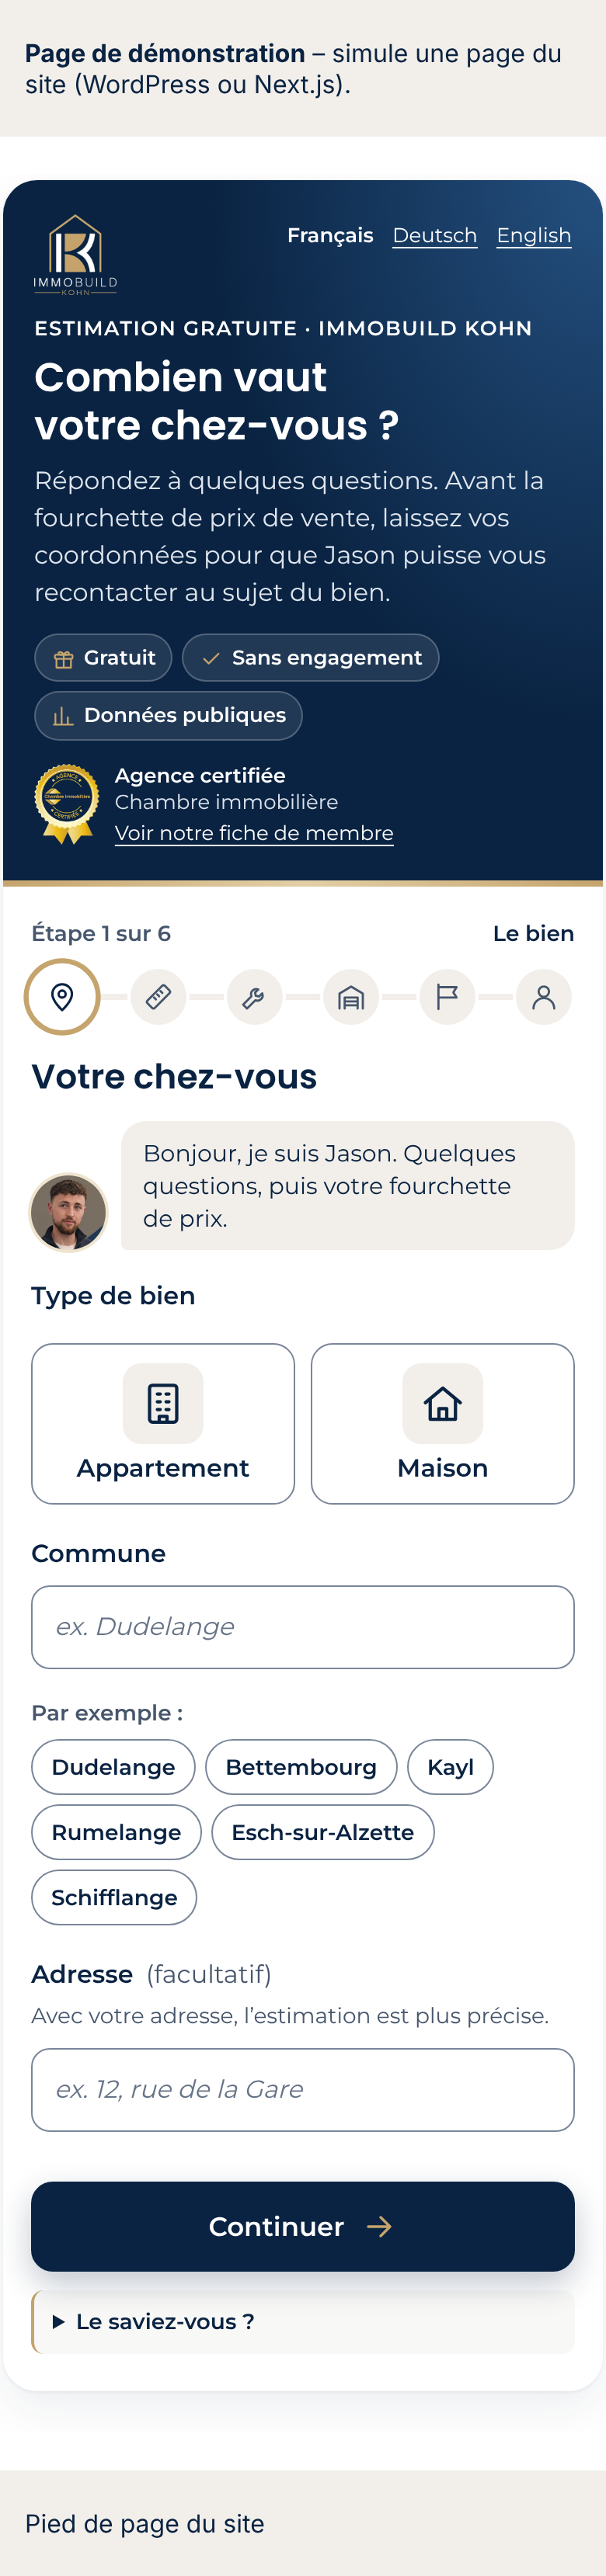 Page de démonstration – simule une page du
site (WordPress ou Next.js).
IMMOBUILD
KOHN
Français Deutsch English
ESTIMATION GRATUITE · IMMOBUILD KOHN
Combien vaut
votre chez-vous ?
Répondez à quelques questions. Avant la
fourchette de prix de vente, laissez vos
coordonnées pour que Jason puisse vous
recontacter au sujet du bien.
Gratuit Sans engagement
Données publiques
AGENCE
Chambre Immobilière
CERTIFIÉE
Agence certifiée
Chambre immobilière
Voir notre fiche de membre
Étape 1 sur 6 Le bien
Votre chez-vous
Bonjour, je suis Jason. Quelques
questions, puis votre fourchette
de prix.
Type de bien
Appartement Maison
Commune
ex. Dudelange
Par exemple :
Dudelange Bettembourg Kayl
Rumelange Esch-sur-Alzette
Schifflange
Adresse (facultatif)
Avec votre adresse, l’estimation est plus précise.
ex. 12, rue de la Gare
Continuer
Le saviez-vous ?
Pied de page du site